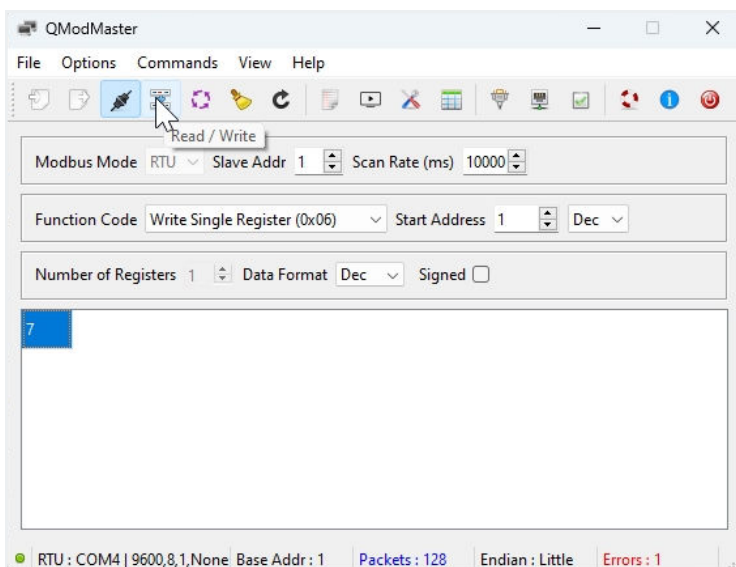 QModMaster
File Options Commands View Help
Read / Write
Modbus Mode RTU Slave Addr 1 Scan Rate (ms) 10000
Function Code Write Single Register (0x06) Start Address 1 Dec
Number of Registers 1 Data Format Dec Signed
7
RTU : COM4 | 9600,8,1,None Base Addr : 1 Packets : 128 Endian : Little Errors : 1